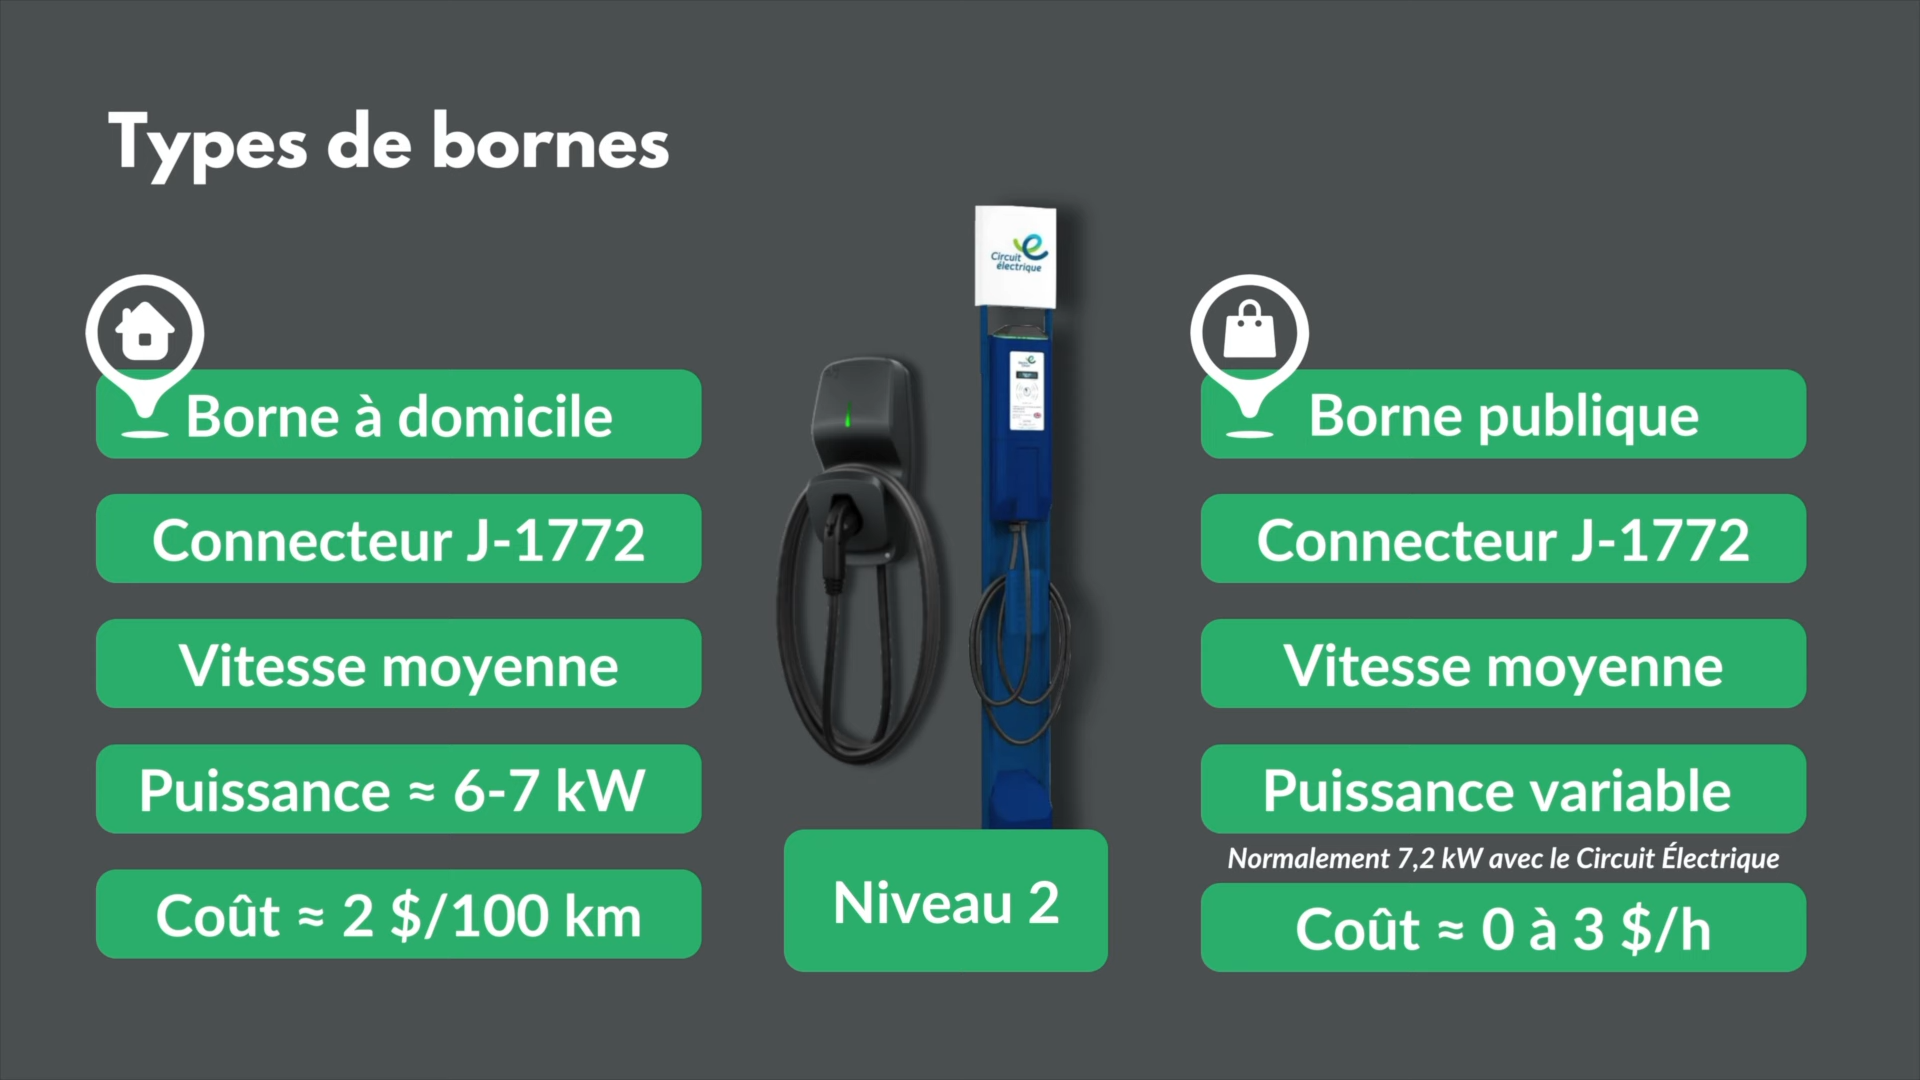 Types de bornes
Circuit
électrique
Borne à domicile
Connecteur J-1772
Vitesse moyenne
Puissance ≈ 6-7 kW
Coût ≈ 2 $/100 km
Niveau 2
Borne publique
Connecteur J-1772
Vitesse moyenne
Puissance variable
Normalement 7,2 kW avec le Circuit Électrique
Coût ≈ 0 à 3 $/h